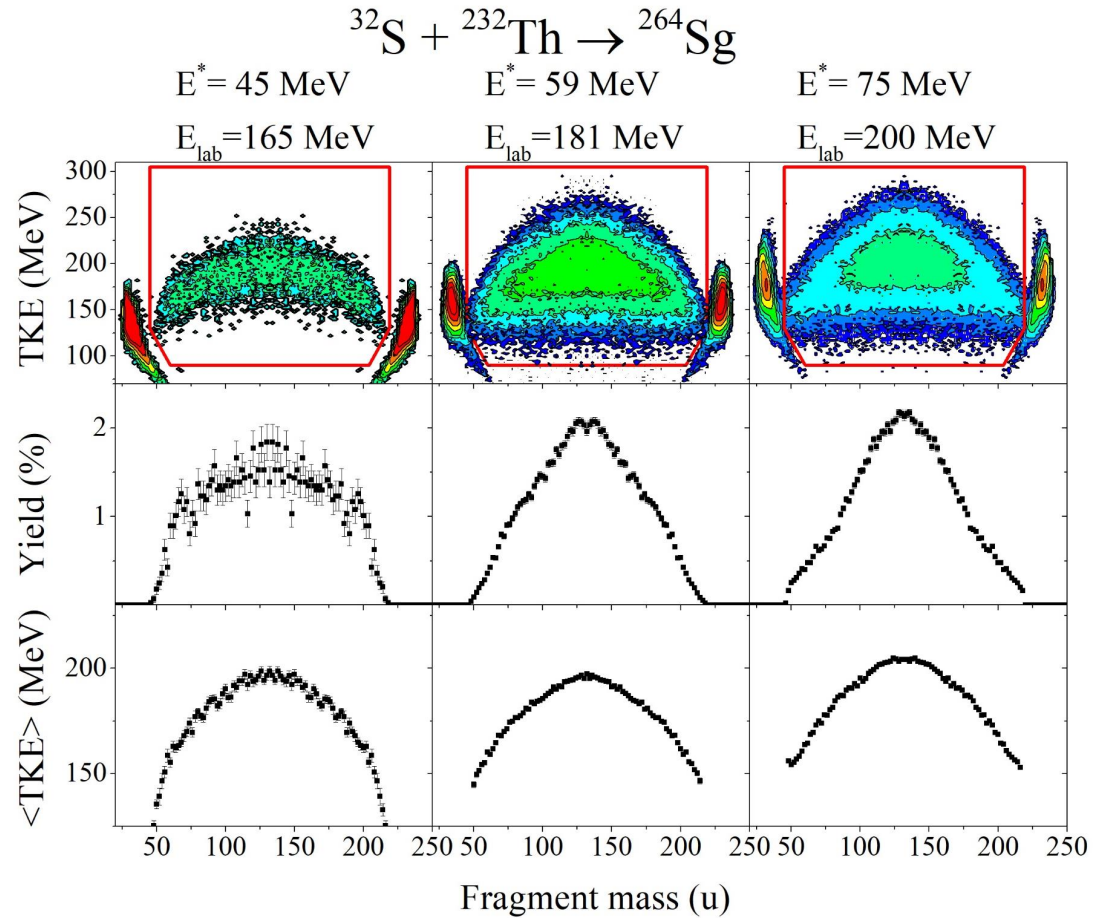 ³²S + ²³²Th → ²⁶⁴Sg
E*= 45 MeV E*= 59 MeV E*= 75 MeV
E_lab=165 MeV E_lab=181 MeV E_lab=200 MeV
TKE (MeV)
300
250
200
150
100
Yield (%)
2
1
<TKE> (MeV)
200
150
50 100 150 200 250 50 100 150 200 250 50 100 150 200 250
Fragment mass (u)